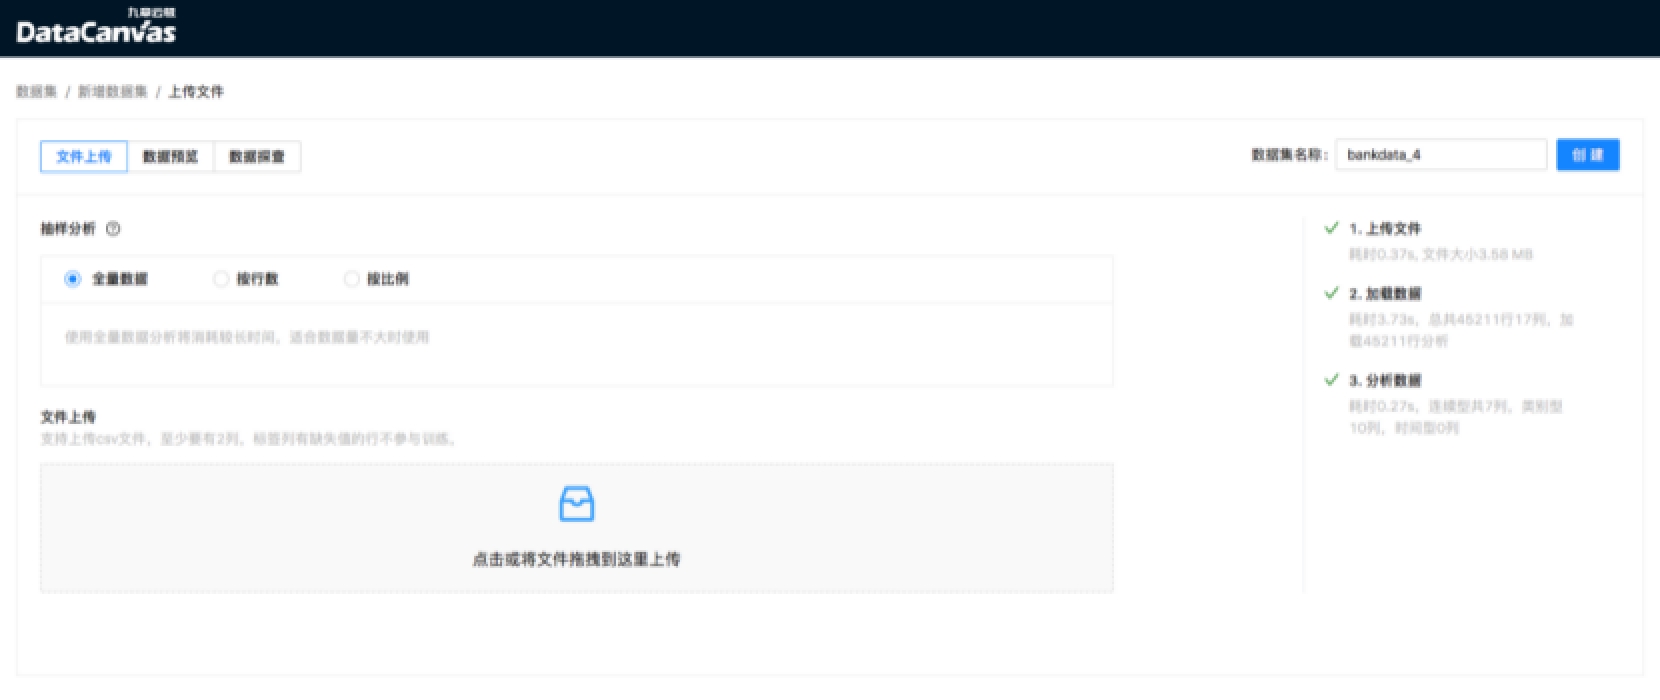 九章云极
DataCanvas
数据集 / 新增数据集 / 上传文件
文件上传 数据预览 数据探查
数据集名称: bankdata_4 创 建
抽样分析
全量数据 按行数 按比例
使用全量数据分析将消耗较长时间，适合数据量不大时使用
文件上传
支持上传csv文件，至少要有2列，标签列有缺失值的行不参与训练。
点击或将文件拖拽到这里上传
1. 上传文件
耗时0.37s, 文件大小3.58 MB
2. 加载数据
耗时3.73s，总共45211行17列，加
载45211行分析
3. 分析数据
耗时0.27s，连续型共7列，类别型
10列，时间型0列